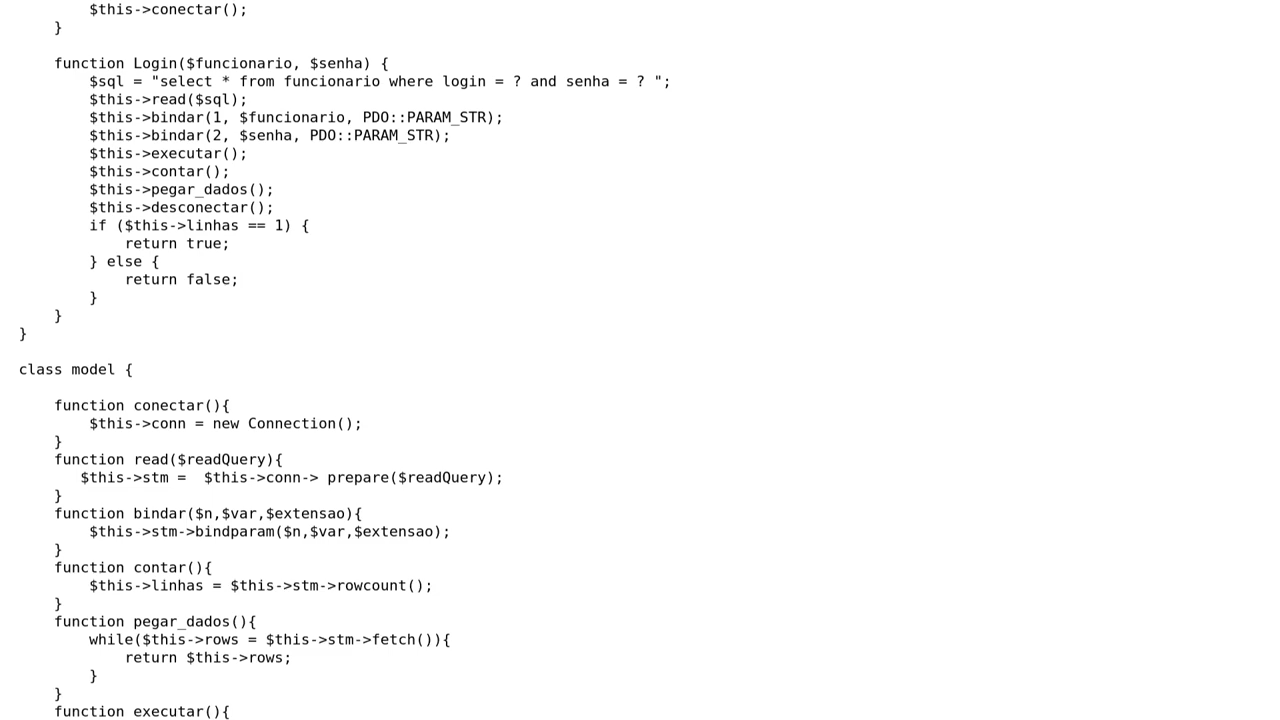 $this->conectar();
}
function Login($funcionario, $senha) {
$sql = "select * from funcionario where login = ? and senha = ? ";
$this->read($sql);
$this->bindar(1, $funcionario, PDO::PARAM_STR);
$this->bindar(2, $senha, PDO::PARAM_STR);
$this->executar();
$this->contar();
$this->pegar_dados();
$this->desconectar();
if ($this->linhas == 1) {
return true;
} else {
return false;
}
}
}
class model {
function conectar(){
$this->conn = new Connection();
}
function read($readQuery){
$this->stm =  $this->conn-> prepare($readQuery);
}
function bindar($n,$var,$extensao){
$this->stm->bindparam($n,$var,$extensao);
}
function contar(){
$this->linhas = $this->stm->rowcount();
}
function pegar_dados(){
while($this->rows = $this->stm->fetch()){
return $this->rows;
}
}
function executar(){